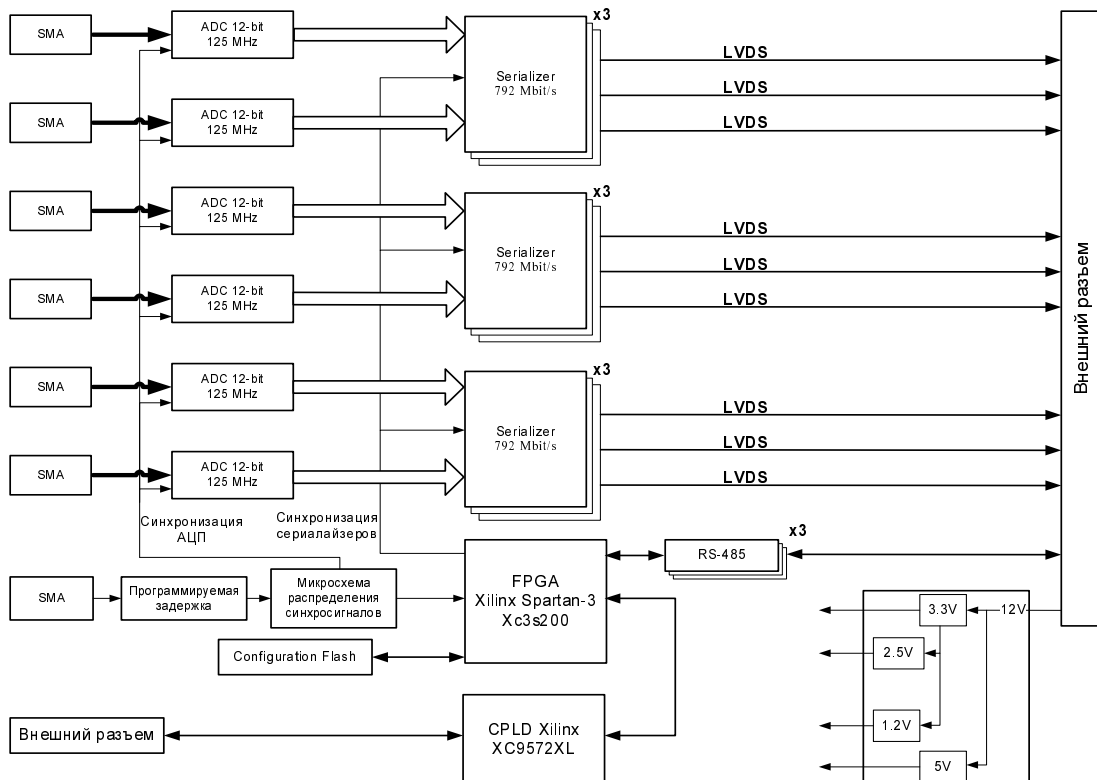 SMA
ADC 12-bit
125 MHz
x3
Serializer
792 Mbit/s
LVDS
LVDS
LVDS
SMA
ADC 12-bit
125 MHz
SMA
ADC 12-bit
125 MHz
x3
Serializer
792 Mbit/s
LVDS
LVDS
LVDS
SMA
ADC 12-bit
125 MHz
SMA
ADC 12-bit
125 MHz
x3
Serializer
792 Mbit/s
LVDS
LVDS
LVDS
SMA
ADC 12-bit
125 MHz
Внешний разъем
Синхронизация
АЦП
Синхронизация
сериалайзеров
SMA
Программируемая
задержка
Микросхема
распределения
синхросигналов
FPGA
Xilinx Spartan-3
Xc3s200
RS-485
x3
Configuration Flash
Внешний разъем
CPLD Xilinx
XC9572XL
3.3V
12V
2.5V
1.2V
5V